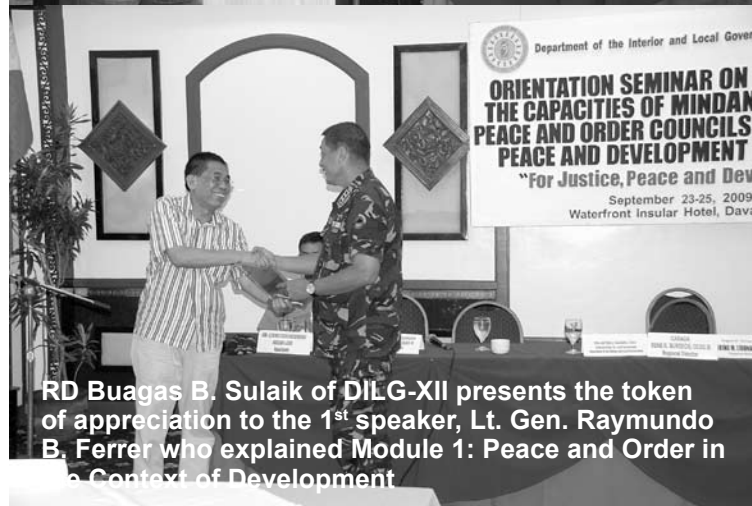 Department of the Interior and Local Gover
ORIENTATION SEMINAR ON
THE CAPACITIES OF MINDAN
PEACE AND ORDER COUNCILS
PEACE AND DEVELOPMENT
"For Justice, Peace and Dev
September 23-25, 2009
Waterfront Insular Hotel, Dava
RD Buagas B. Sulaik of DILG-XII presents the token
of appreciation to the 1st speaker, Lt. Gen. Raymundo
B. Ferrer who explained Module 1: Peace and Order in
the Context of Development